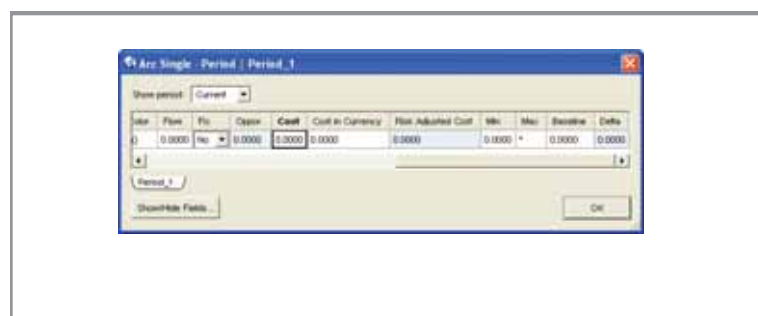 Arc Single - Period | Period_1
Show period: Current
Flow Fix Oppor Cost Cost in Currency Risk Adjusted Cost Min Max Baseline Delta
0.0000 No 0.0000 0.0000 0.0000 0.0000 0.0000 * 0.0000 0.0000
Period_1
Show/Hide Fields...
OK